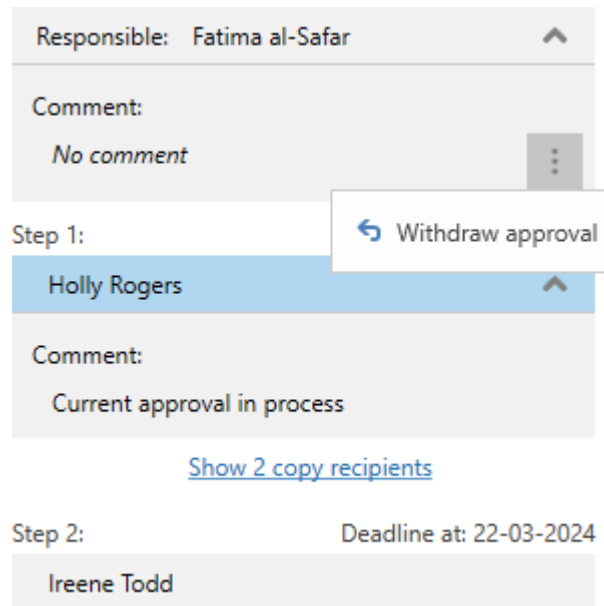 Responsible: Fatima al-Safar
Comment:
No comment
Withdraw approval
Step 1:
Holly Rogers
Comment:
Current approval in process
Show 2 copy recipients
Step 2: Deadline at: 22-03-2024
Ireene Todd